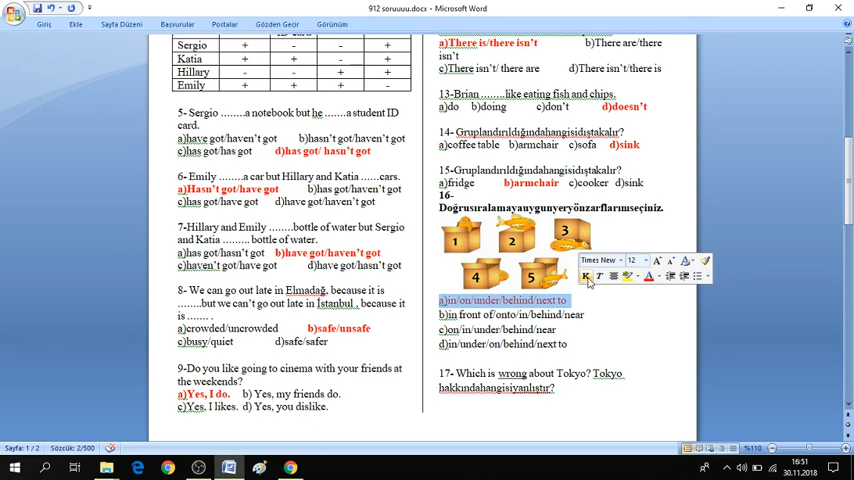 912 soruuuu.docx - Microsoft Word
Giriş Ekle Sayfa Düzeni Başvurular Postalar Gözden Geçir Görünüm
ID card
Sergio + - - +
Katia + + - +
Hillary - - + +
Emily + + + -
5- Sergio ........a notebook but he .......a student ID
card.
a)have got/haven't got b)hasn't got/haven't got
c)has got/has got d)has got/ hasn't got
6- Emily ........a car but Hillary and Katia ......cars.
a)Hasn't got/have got b)has got/haven't got
c)has got/have got d)have got/haven't got
7-Hillary and Emily ........bottle of water but Sergio
and Katia ......... bottle of water.
a)has got/hasn't got b)have got/haven't got
c)haven't got/have got d)have got/hasn't got
8- We can go out late in Elmadağ, because it is
........but we can't go out late in İstanbul , because it
is ....... .
a)crowded/uncrowded b)safe/unsafe
c)busy/quiet d)safe/safer
9-Do you like going to cinema with your friends at
the weekends?
a)Yes, I do. b) Yes, my friends do.
c)Yes, I likes. d) Yes, you dislike.
a)There is/there isn't b)There are/there
isn't
c)There isn't/ there are d)There isn't/there is
13-Brian ........like eating fish and chips.
a)do b)doing c)don't d)doesn't
14- Gruplandırıldığındahangisidıştakalır?
a)coffee table b)armchair c)sofa d)sink
15-Gruplandırıldığındahangisidıştakalır?
a)fridge b)armchair c)cooker d)sink
16-
Doğrusıralamayauygunyeryönzarflarınıseçiniz.
1 2 3
4 5
Times New 12
K T
a)in/on/under/behind/next to
b)in front of/onto/in/behind/near
c)on/in/under/behind/near
d)in/under/on/behind/next to
17- Which is wrong about Tokyo? Tokyo
hakkındahangisiyanlıştır?
Sayfa: 1 / 2 Sözcük: 2/500 %110
16:51
30.11.2018